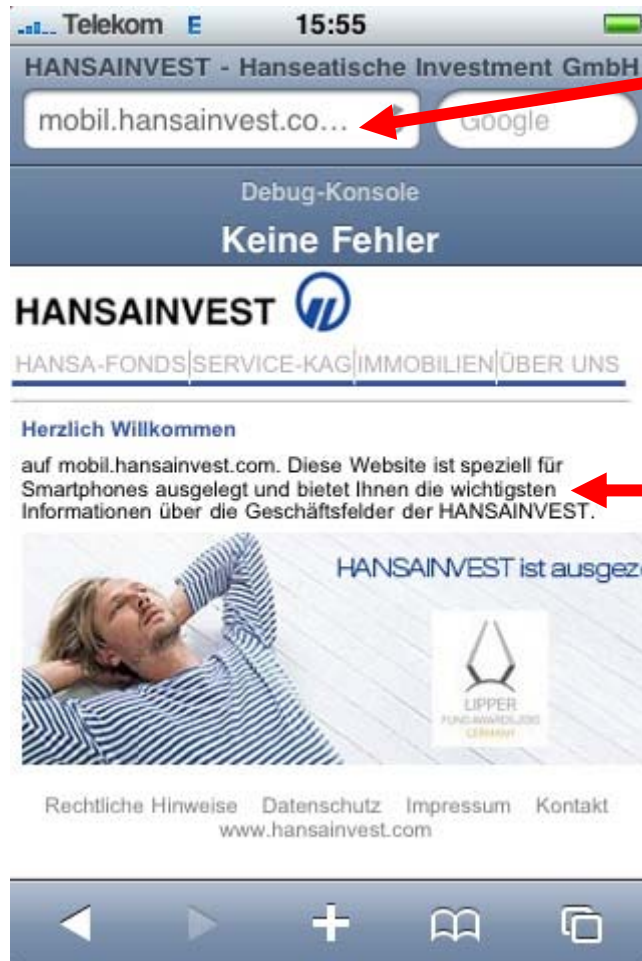 Telekom E 15:55
HANSAINVEST - Hanseatische Investment GmbH
mobil.hansainvest.co... Google
Debug-Konsole
Keine Fehler
HANSAINVEST
HANSA-FONDS|SERVICE-KAG|IMMOBILIEN|ÜBER UNS
Herzlich Willkommen
auf mobil.hansainvest.com. Diese Website ist speziell für
Smartphones ausgelegt und bietet Ihnen die wichtigsten
Informationen über die Geschäftsfelder der HANSAINVEST.
HANSAINVEST ist ausgez
LIPPER
FUND AWARDS 2010
GERMANY
Rechtliche Hinweise Datenschutz Impressum Kontakt
www.hansainvest.com